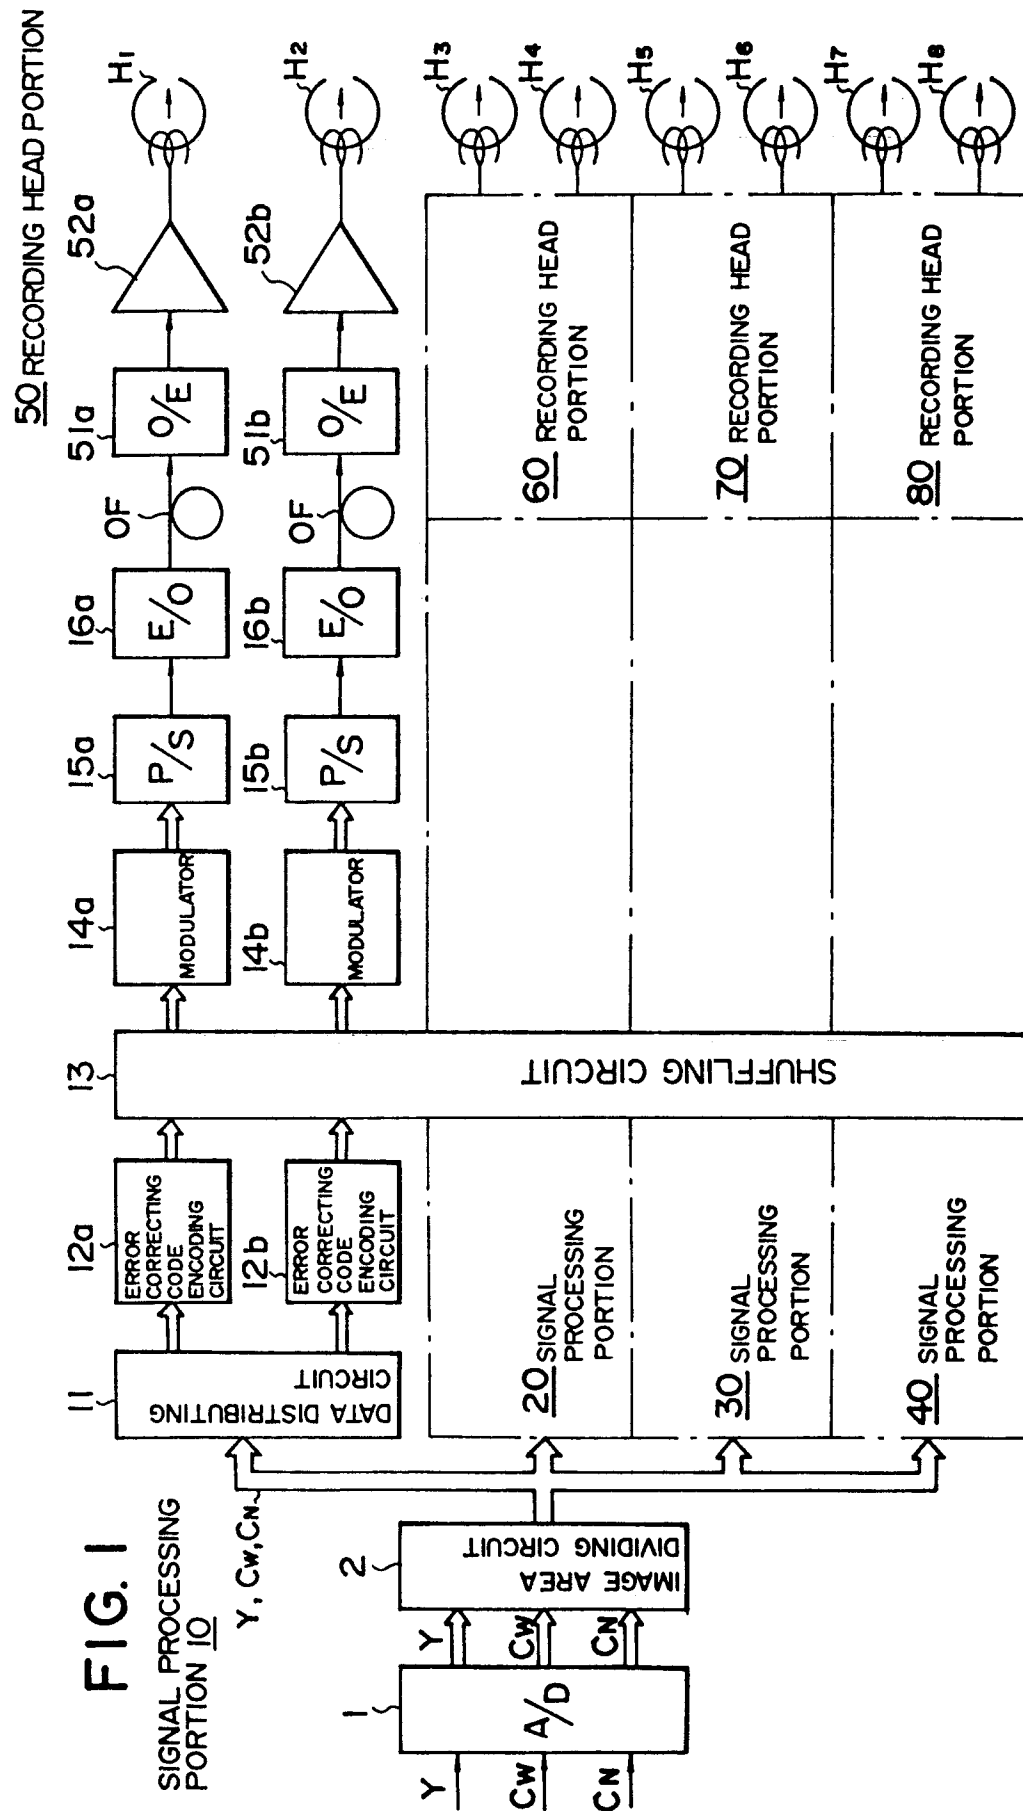 FIG. 1
SIGNAL PROCESSING
PORTION 10
50 RECORDING HEAD PORTION
Y
CW
CN
1
A/D
Y
CW
CN
2
IMAGE AREA
DIVIDING CIRCUIT
Y, CW, CN
11
DATA DISTRIBUTING
CIRCUIT
12a
ERROR
CORRECTING
CODE
ENCODING
CIRCUIT
12b
ERROR
CORRECTING
CODE
ENCODING
CIRCUIT
13
SHUFFLING CIRCUIT
14a
MODULATOR
14b
MODULATOR
15a
P/S
15b
P/S
16a
E/O
16b
E/O
OF
OF
51a
O/E
51b
O/E
52a
52b
H1
H2
20 SIGNAL
PROCESSING
PORTION
30 SIGNAL
PROCESSING
PORTION
40 SIGNAL
PROCESSING
PORTION
60 RECORDING HEAD
PORTION
70 RECORDING HEAD
PORTION
80 RECORDING HEAD
PORTION
H3
H4
H5
H6
H7
H8